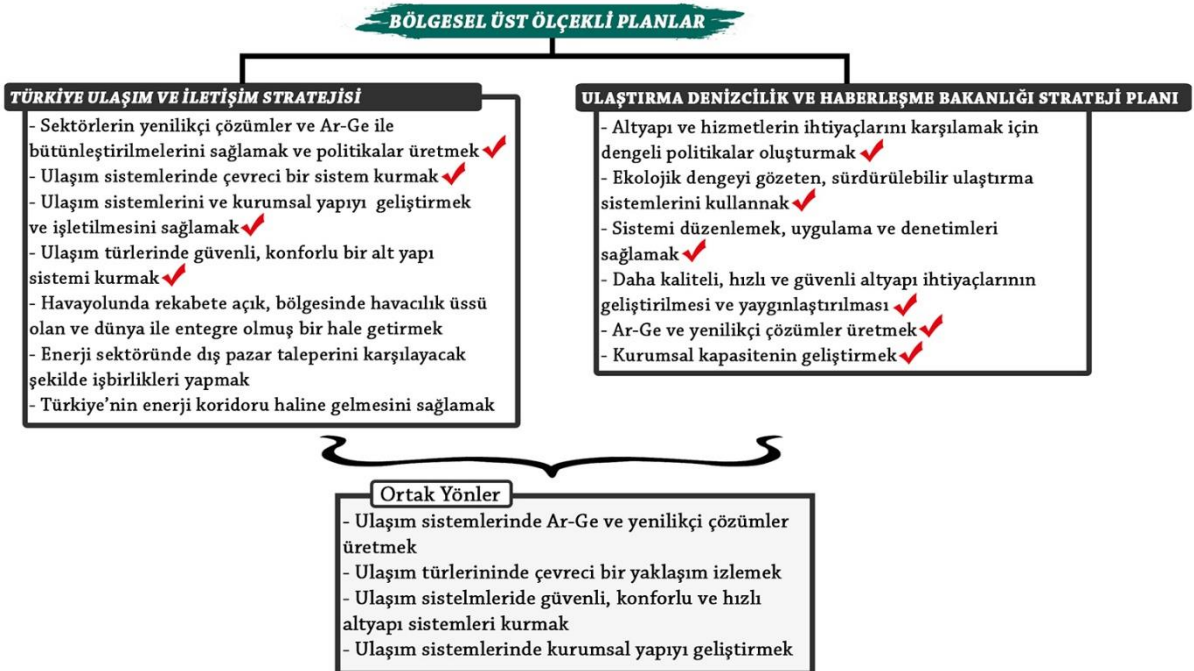 BÖLGESEL ÜST ÖLÇEKLİ PLANLAR
TÜRKİYE ULAŞIM VE İLETİŞİM STRATEJİSİ
- Sektörlerin yenilikçi çözümler ve Ar-Ge ile
bütünleştirilmelerini sağlamak ve politikalar üretmek
- Ulaşım sistemlerinde çevreci bir sistem kurmak
- Ulaşım sistemlerini ve kurumsal yapıyı geliştirmek
ve işletilmesini sağlamak
- Ulaşım türlerinde güvenli, konforlu bir alt yapı
sistemi kurmak
- Havayolunda rekabete açık, bölgesinde havacılık üssü
olan ve dünya ile entegre olmuş bir hale getirmek
- Enerji sektöründe dış pazar taleperini karşılayacak
şekilde işbirlikleri yapmak
- Türkiye'nin enerji koridoru haline gelmesini sağlamak
ULAŞTIRMA DENİZCİLİK VE HABERLEŞME BAKANLIĞI STRATEJİ PLANI
- Altyapı ve hizmetlerin ihtiyaçlarını karşılamak için
dengeli politikalar oluşturmak
- Ekolojik dengeyi gözeten, sürdürülebilir ulaştırma
sistemlerini kullannak
- Sistemi düzenlemek, uygulama ve denetimleri
sağlamak
- Daha kaliteli, hızlı ve güvenli altyapı ihtiyaçlarının
geliştirilmesi ve yaygınlaştırılması
- Ar-Ge ve yenilikçi çözümler üretmek
- Kurumsal kapasitenin geliştirmek
Ortak Yönler
- Ulaşım sistemlerinde Ar-Ge ve yenilikçi çözümler
üretmek
- Ulaşım türlerininde çevreci bir yaklaşım izlemek
- Ulaşım sistelmleride güvenli, konforlu ve hızlı
altyapı sistemleri kurmak
- Ulaşım sistemlerinde kurumsal yapıyı geliştirmek